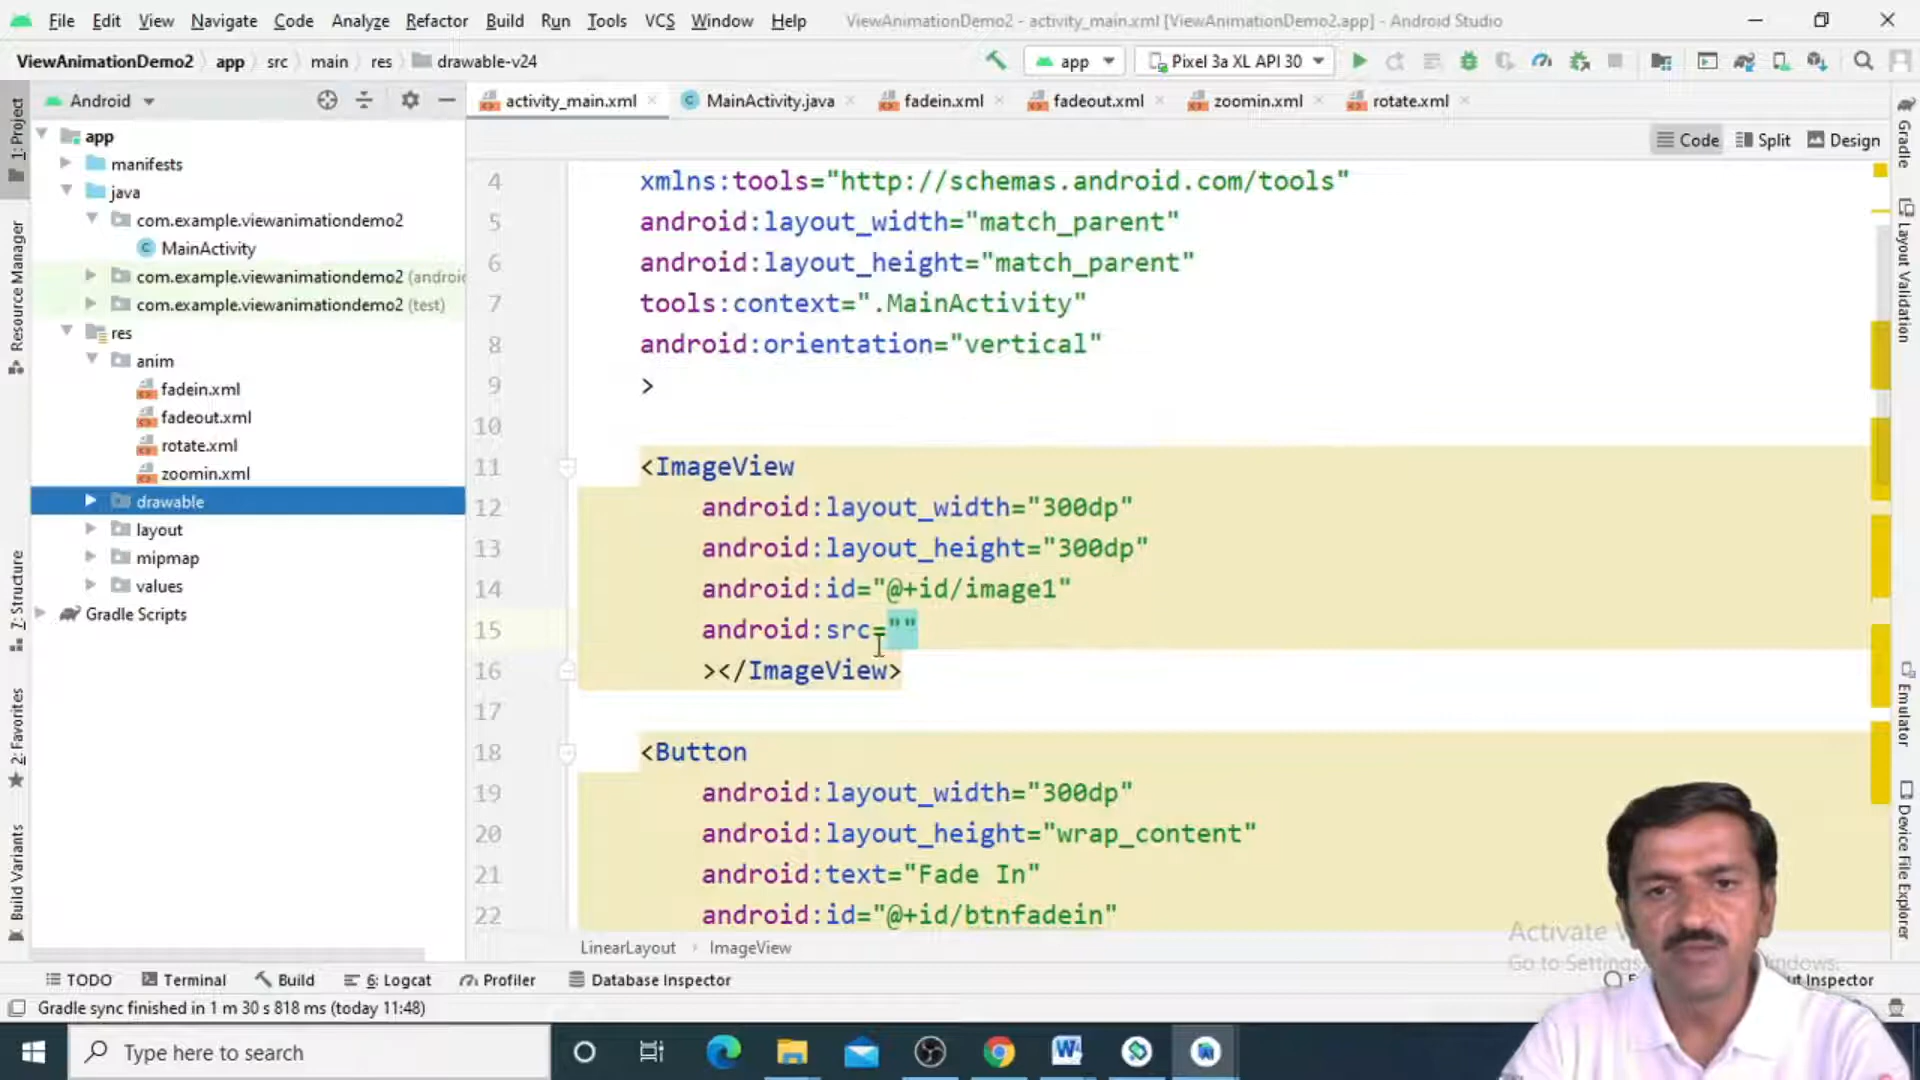 File Edit View Navigate Code Analyze Refactor Build Run Tools VCS Window Help ViewAnimationDemo2 - activity_main.xml [ViewAnimationDemo2.app] - Android Studio
ViewAnimationDemo2 app src main res drawable-v24 app Pixel 3a XL API 30
Android activity_main.xml MainActivity.java fadein.xml fadeout.xml zoomin.xml rotate.xml
Code Split Design
1: Project
Resource Manager
7: Structure
2: Favorites
Build Variants
app
manifests
java
com.example.viewanimationdemo2
MainActivity
com.example.viewanimationdemo2 (androi
com.example.viewanimationdemo2 (test)
res
anim
fadein.xml
fadeout.xml
rotate.xml
zoomin.xml
drawable
layout
mipmap
values
Gradle Scripts
4 xmlns:tools="http://schemas.android.com/tools"
5 android:layout_width="match_parent"
6 android:layout_height="match_parent"
7 tools:context=".MainActivity"
8 android:orientation="vertical"
9 >
10
11 <ImageView
12 android:layout_width="300dp"
13 android:layout_height="300dp"
14 android:id="@+id/image1"
15 android:src=""
16 ></ImageView>
17
18 <Button
19 android:layout_width="300dp"
20 android:layout_height="wrap_content"
21 android:text="Fade In"
22 android:id="@+id/btnfadein"
LinearLayout ImageView
Gradle
Layout Validation
Emulator
Device File Explorer
Activate
Go to Settings ndows.
TODO Terminal Build 6: Logcat Profiler Database Inspector ut Inspector
Gradle sync finished in 1 m 30 s 818 ms (today 11:48)
Type here to search